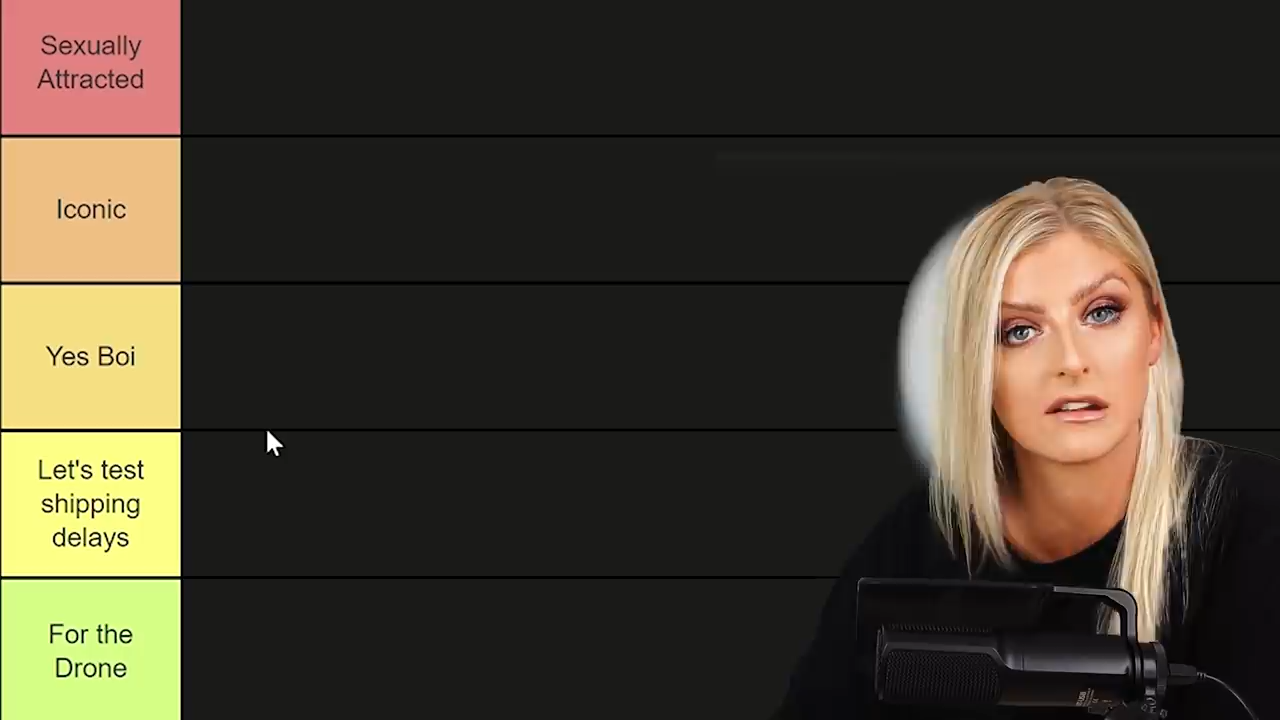 Sexually
Attracted
Iconic
Yes Boi
Let's test
shipping
delays
For the
Drone